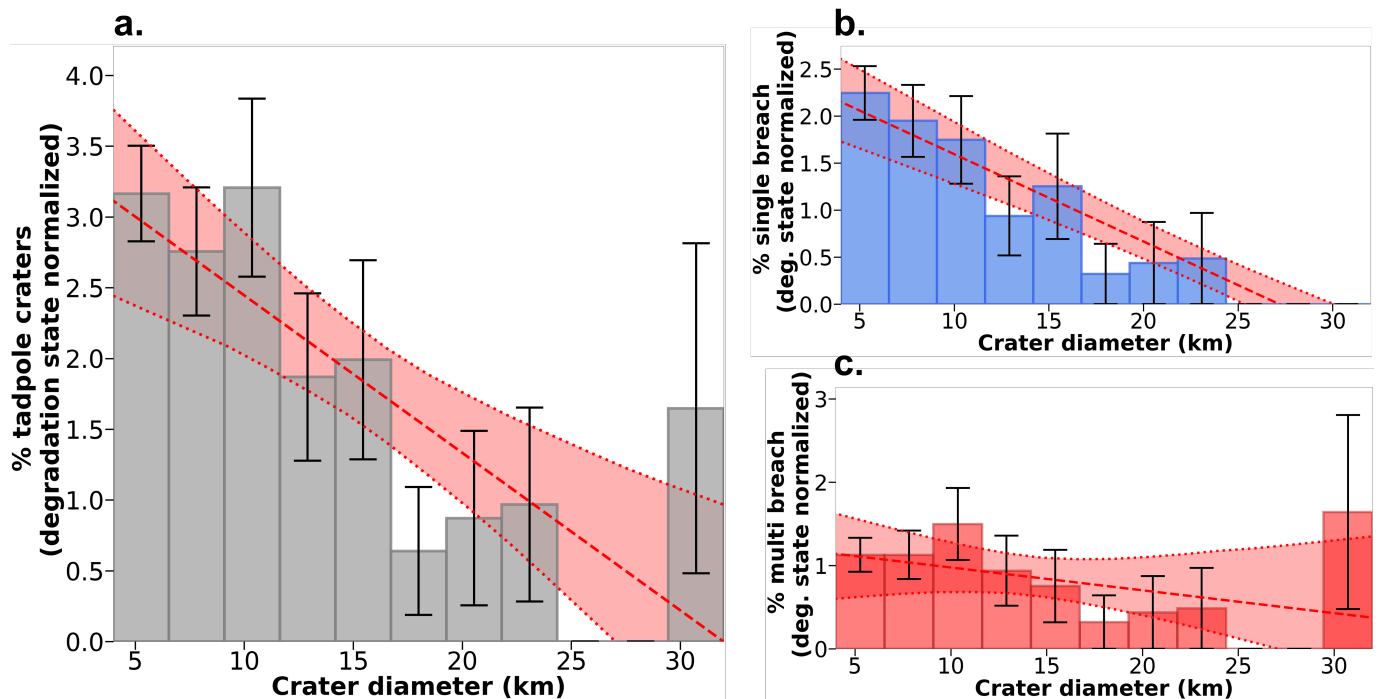 a.
% tadpole craters
(degradation state normalized)
4.0
3.5
3.0
2.5
2.0
1.5
1.0
0.5
0.0
5 10 15 20 25 30
Crater diameter (km)
b.
% single breach
(deg. state normalized)
2.5
2.0
1.5
1.0
0.5
0.0
5 10 15 20 25 30
Crater diameter (km)
c.
% multi breach
(deg. state normalized)
3
2
1
0
5 10 15 20 25 30
Crater diameter (km)